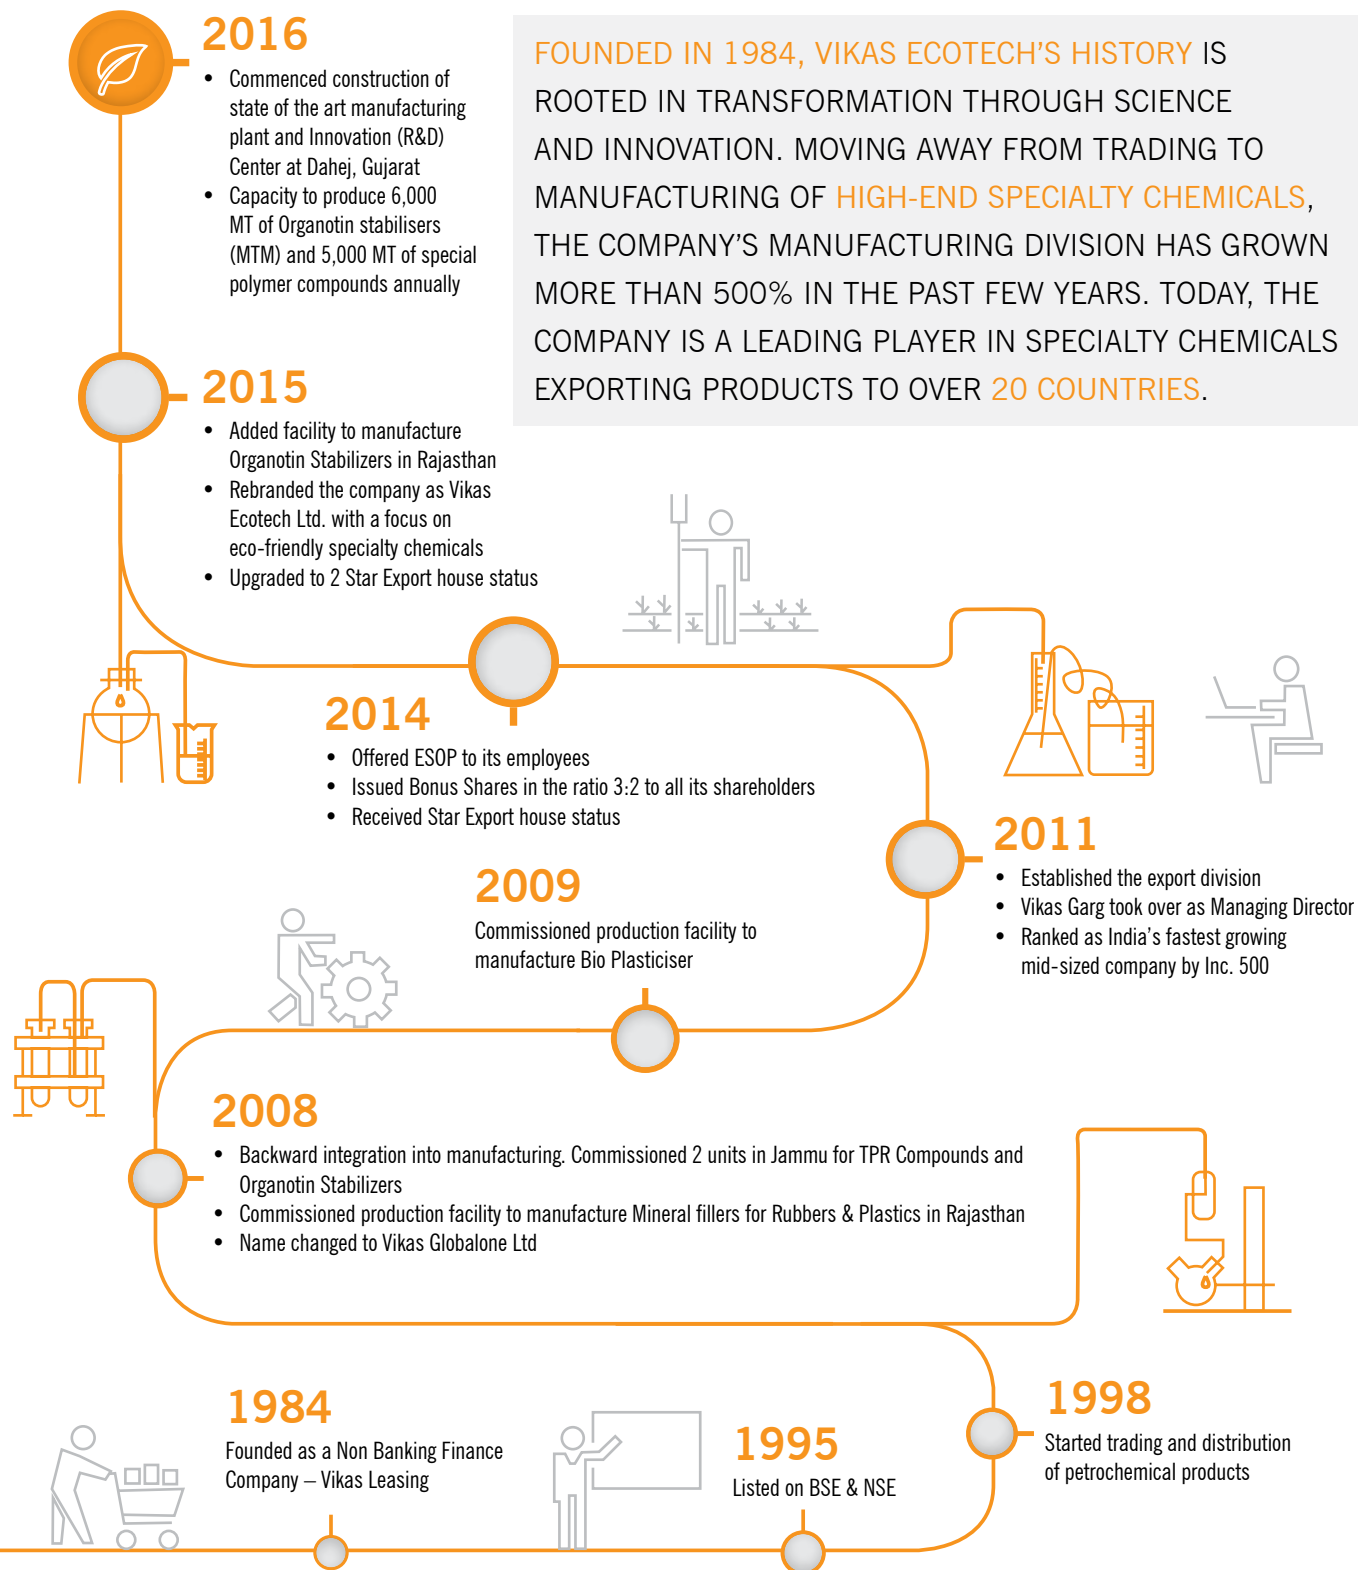 2016
• Commenced construction of
state of the art manufacturing
plant and Innovation (R&D)
Center at Dahej, Gujarat
• Capacity to produce 6,000
MT of Organotin stabilisers
(MTM) and 5,000 MT of special
polymer compounds annually
FOUNDED IN 1984, VIKAS ECOTECH’S HISTORY IS
ROOTED IN TRANSFORMATION THROUGH SCIENCE
AND INNOVATION. MOVING AWAY FROM TRADING TO
MANUFACTURING OF HIGH-END SPECIALTY CHEMICALS,
THE COMPANY’S MANUFACTURING DIVISION HAS GROWN
MORE THAN 500% IN THE PAST FEW YEARS. TODAY, THE
COMPANY IS A LEADING PLAYER IN SPECIALTY CHEMICALS
EXPORTING PRODUCTS TO OVER 20 COUNTRIES.
2015
• Added facility to manufacture
Organotin Stabilizers in Rajasthan
• Rebranded the company as Vikas
Ecotech Ltd. with a focus on
eco-friendly specialty chemicals
• Upgraded to 2 Star Export house status
2014
• Offered ESOP to its employees
• Issued Bonus Shares in the ratio 3:2 to all its shareholders
• Received Star Export house status
2011
• Established the export division
• Vikas Garg took over as Managing Director
• Ranked as India’s fastest growing
mid-sized company by Inc. 500
2009
Commissioned production facility to
manufacture Bio Plasticiser
2008
• Backward integration into manufacturing. Commissioned 2 units in Jammu for TPR Compounds and
Organotin Stabilizers
• Commissioned production facility to manufacture Mineral fillers for Rubbers & Plastics in Rajasthan
• Name changed to Vikas Globalone Ltd
1984
Founded as a Non Banking Finance
Company – Vikas Leasing
1995
Listed on BSE & NSE
1998
Started trading and distribution
of petrochemical products